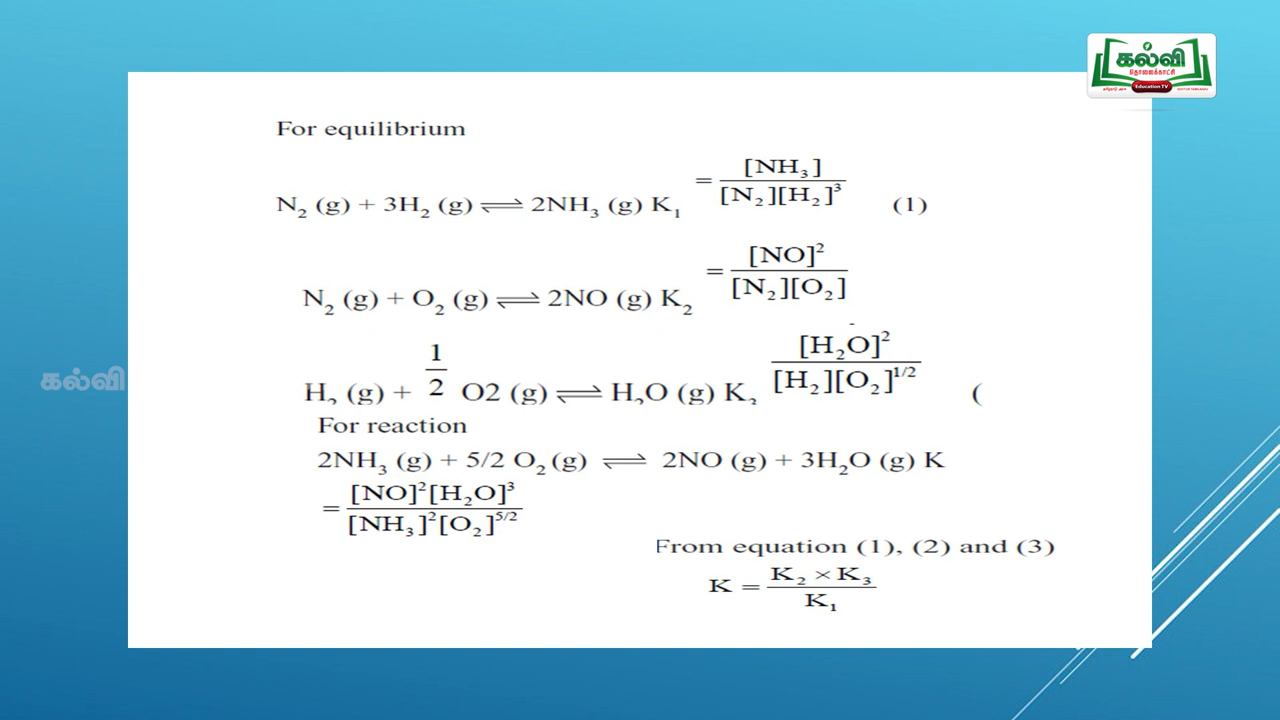 கல்வி
தொலைக்காட்சி
Education TV
For equilibrium
N₂ (g) + 3H₂ (g) ⇌ 2NH₃ (g) K₁ = [NH₃] / [N₂][H₂]³ (1)
N₂ (g) + O₂ (g) ⇌ 2NO (g) K₂ = [NO]² / [N₂][O₂]
கல்வி
H₂ (g) + 1/2 O2 (g) ⇌ H₂O (g) K₃ [H₂O]² / [H₂][O₂]^1/2 (
For reaction
2NH₃ (g) + 5/2 O₂ (g) ⇌ 2NO (g) + 3H₂O (g) K
= [NO]²[H₂O]³ / [NH₃]²[O₂]^5/2
From equation (1), (2) and (3)
K = K₂ × K₃ / K₁